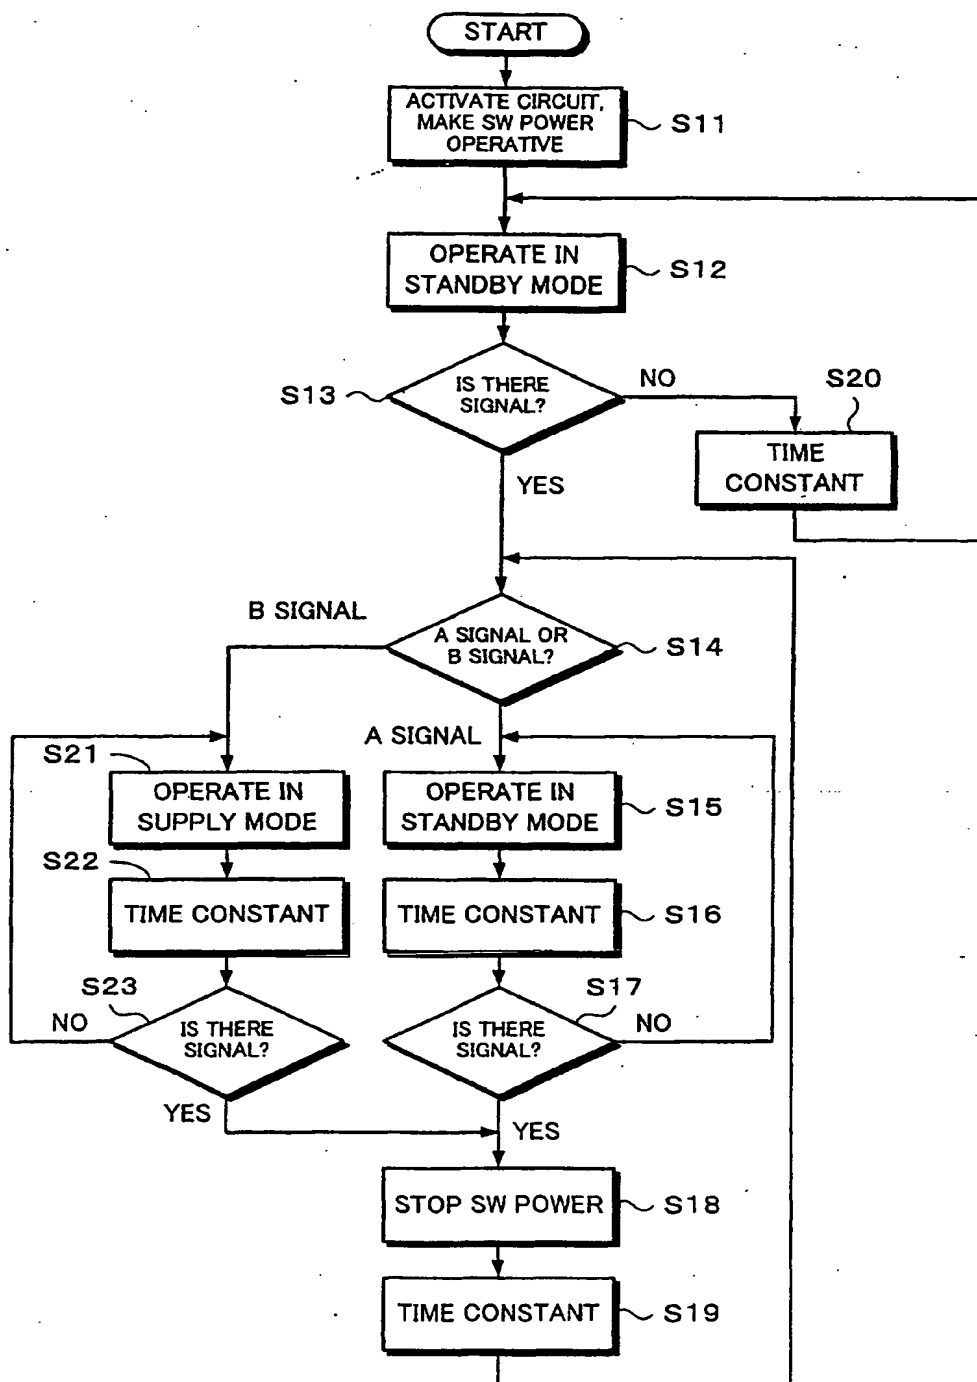 START
ACTIVATE CIRCUIT,
MAKE SW POWER
OPERATIVE
S11
OPERATE IN
STANDBY MODE
S12
IS THERE
SIGNAL?
S13
NO
S20
TIME
CONSTANT
YES
B SIGNAL
A SIGNAL OR
B SIGNAL?
S14
A SIGNAL
S21
OPERATE IN
SUPPLY MODE
OPERATE IN
STANDBY MODE
S15
S22
TIME CONSTANT
TIME CONSTANT
S16
S23
NO
IS THERE
SIGNAL?
S17
IS THERE
SIGNAL?
NO
YES
YES
STOP SW POWER
S18
TIME CONSTANT
S19